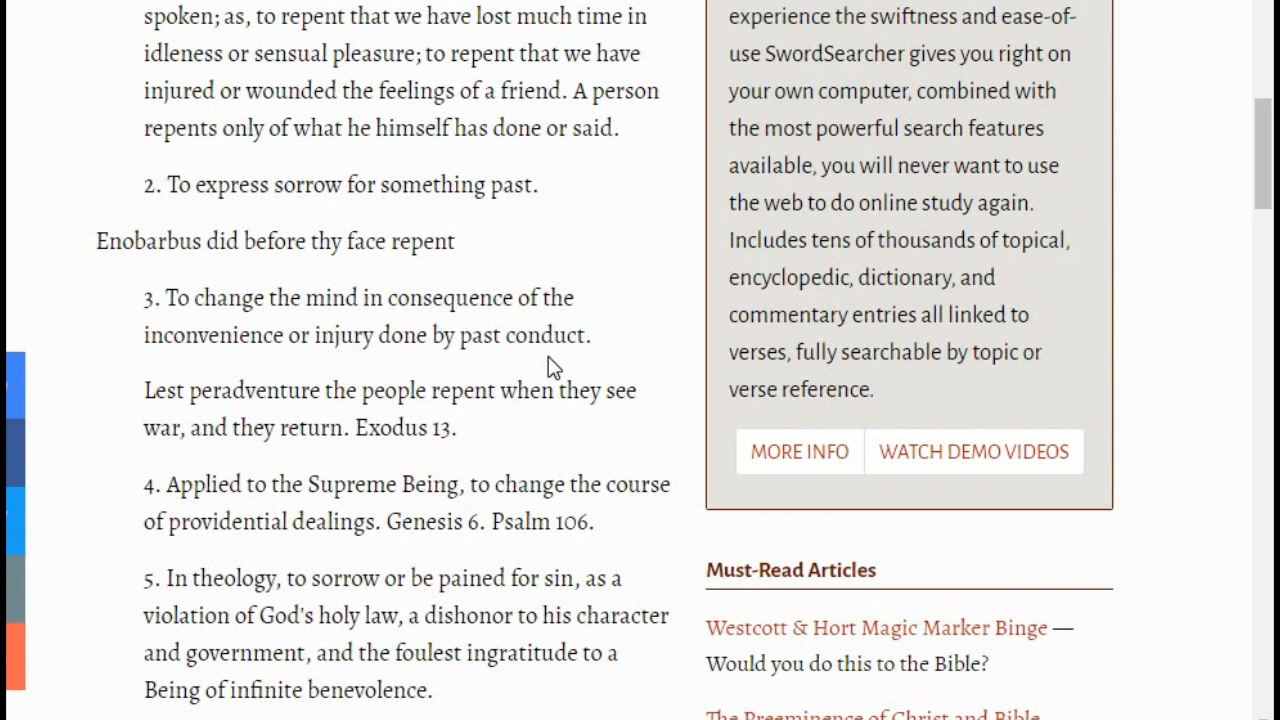 spoken; as, to repent that we have lost much time in
idleness or sensual pleasure; to repent that we have
injured or wounded the feelings of a friend. A person
repents only of what he himself has done or said.
2. To express sorrow for something past.
Enobarbus did before thy face repent
3. To change the mind in consequence of the
inconvenience or injury done by past conduct.
Lest peradventure the people repent when they see
war, and they return. Exodus 13.
4. Applied to the Supreme Being, to change the course
of providential dealings. Genesis 6. Psalm 106.
5. In theology, to sorrow or be pained for sin, as a
violation of God's holy law, a dishonor to his character
and government, and the foulest ingratitude to a
Being of infinite benevolence.
experience the swiftness and ease-of-
use SwordSearcher gives you right on
your own computer, combined with
the most powerful search features
available, you will never want to use
the web to do online study again.
Includes tens of thousands of topical,
encyclopedic, dictionary, and
commentary entries all linked to
verses, fully searchable by topic or
verse reference.
MORE INFO
WATCH DEMO VIDEOS
Must-Read Articles
Westcott & Hort Magic Marker Binge —
Would you do this to the Bible?
The Preeminence of Christ and Bible